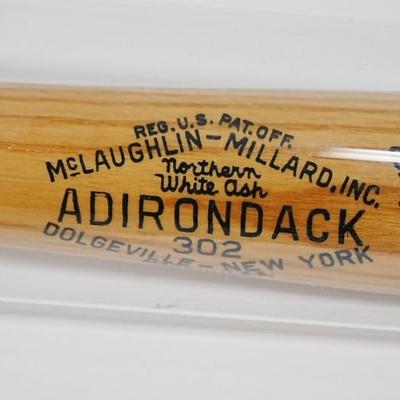 REG. U.S. PAT. OFF.
McLAUGHLIN-MILLARD, INC.
Northern
White Ash
ADIRONDACK
302
DOLGEVILLE-NEW YORK